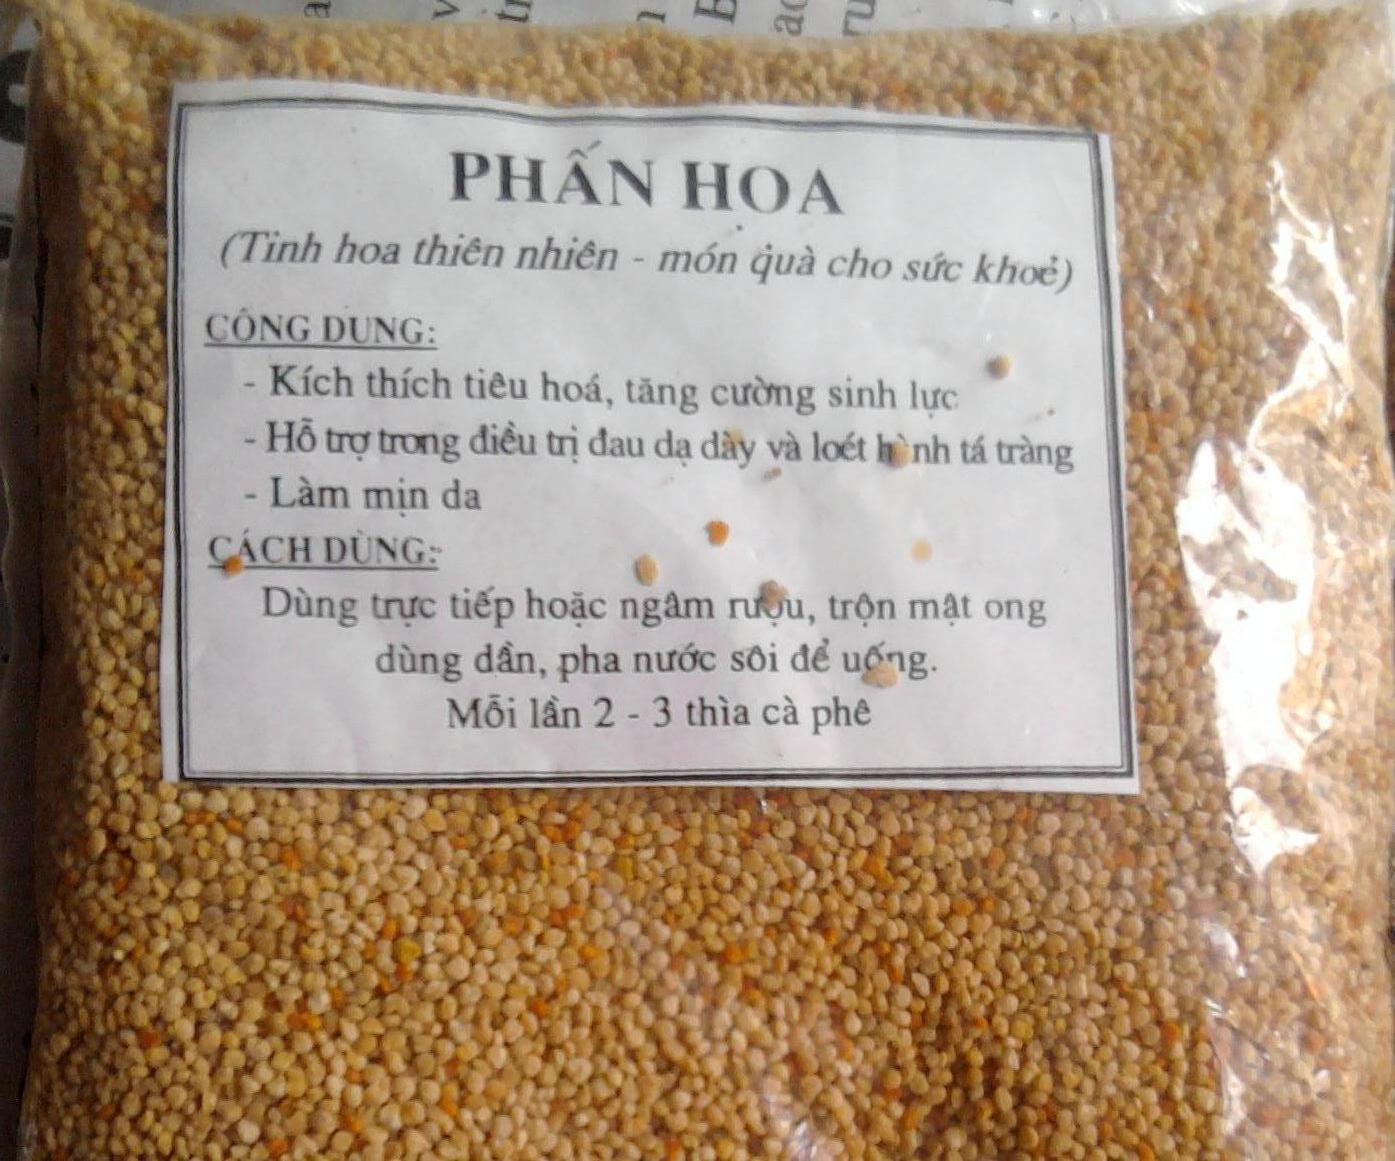 PHẤN HOA
(Tinh hoa thiên nhiên - món quà cho sức khoẻ)
CÔNG DỤNG:
- Kích thích tiêu hoá, tăng cường sinh lực
- Hỗ trợ trong điều trị đau dạ dày và loét hành tá tràng
- Làm mịn da
CÁCH DÙNG:
Dùng trực tiếp hoặc ngâm rượu, trộn mật ong
dùng dần, pha nước sôi để uống.
Mỗi lần 2 - 3 thìa cà phê